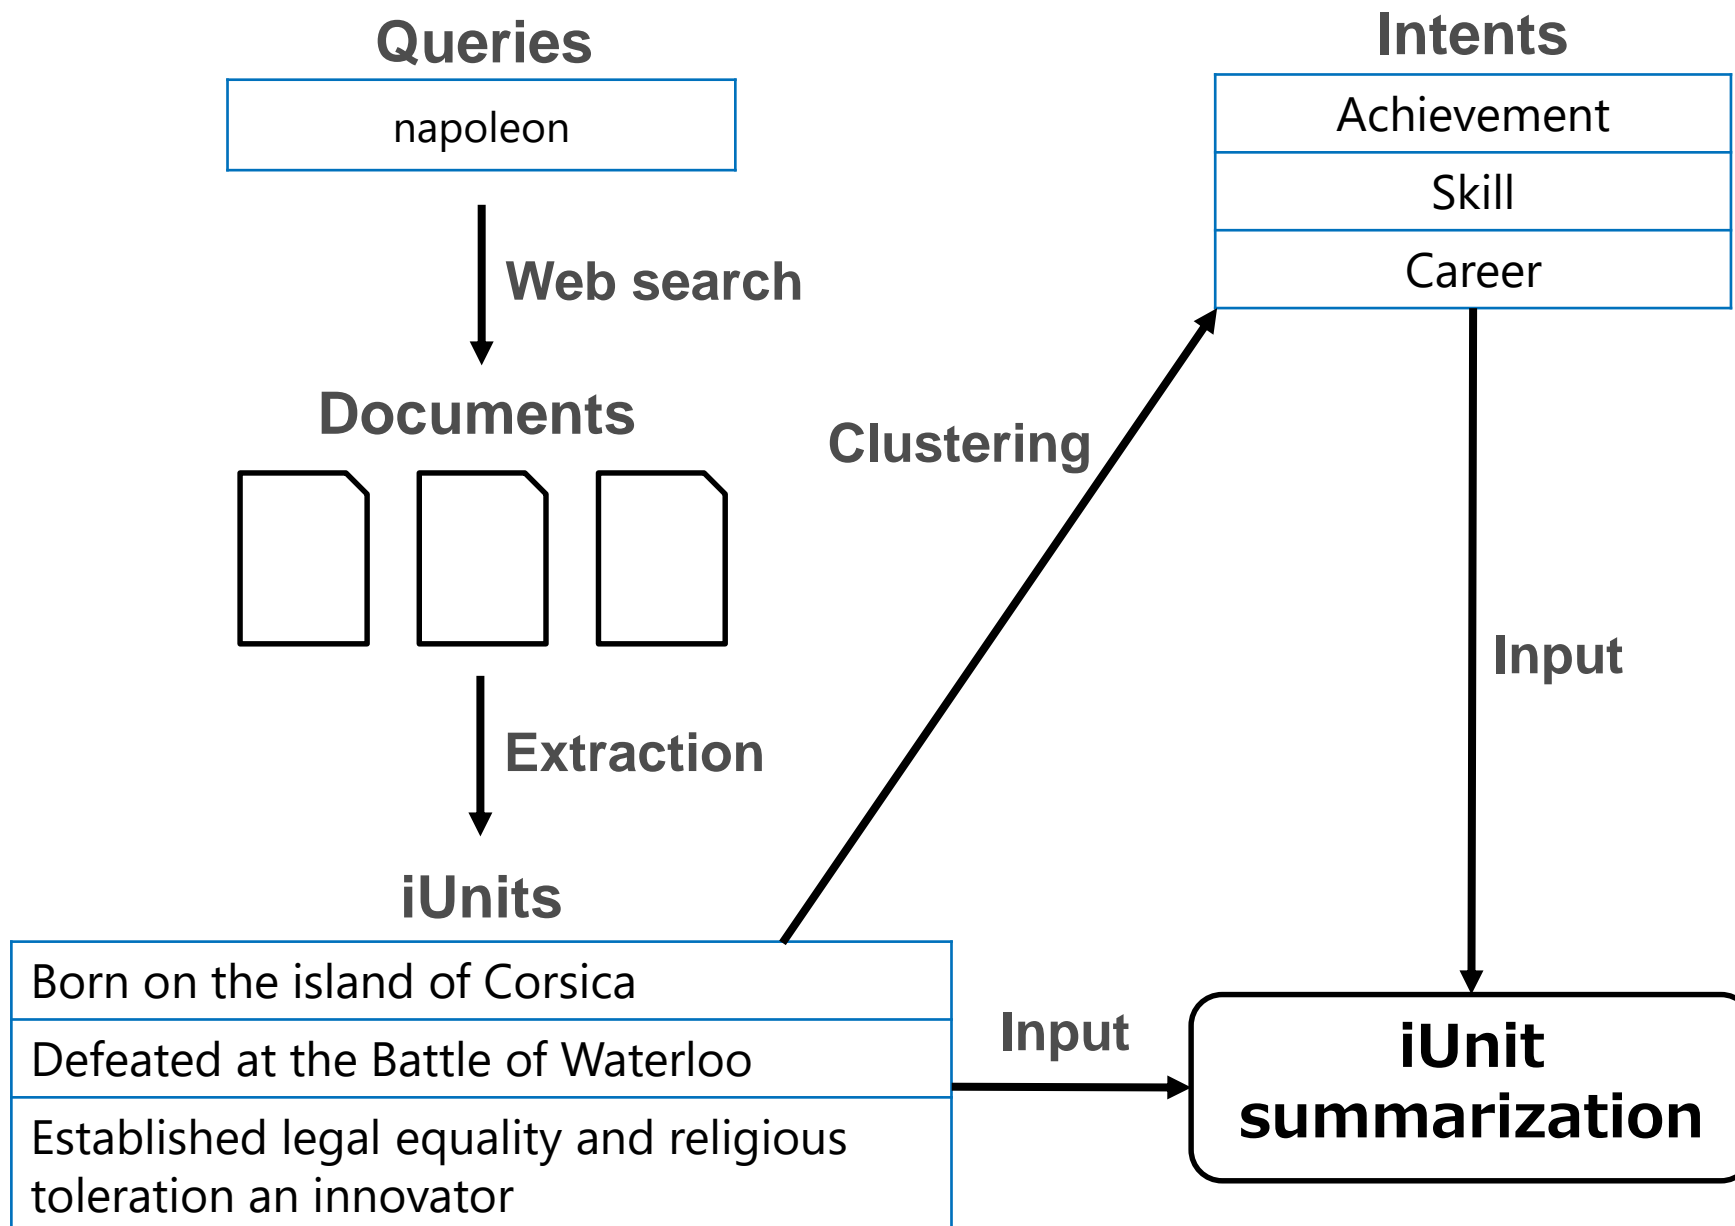 Queries
napoleon
Web search
Documents
Extraction
iUnits
Born on the island of Corsica
Defeated at the Battle of Waterloo
Established legal equality and religious
toleration an innovator
Clustering
Intents
Achievement
Skill
Career
Input
Input
iUnit
summarization